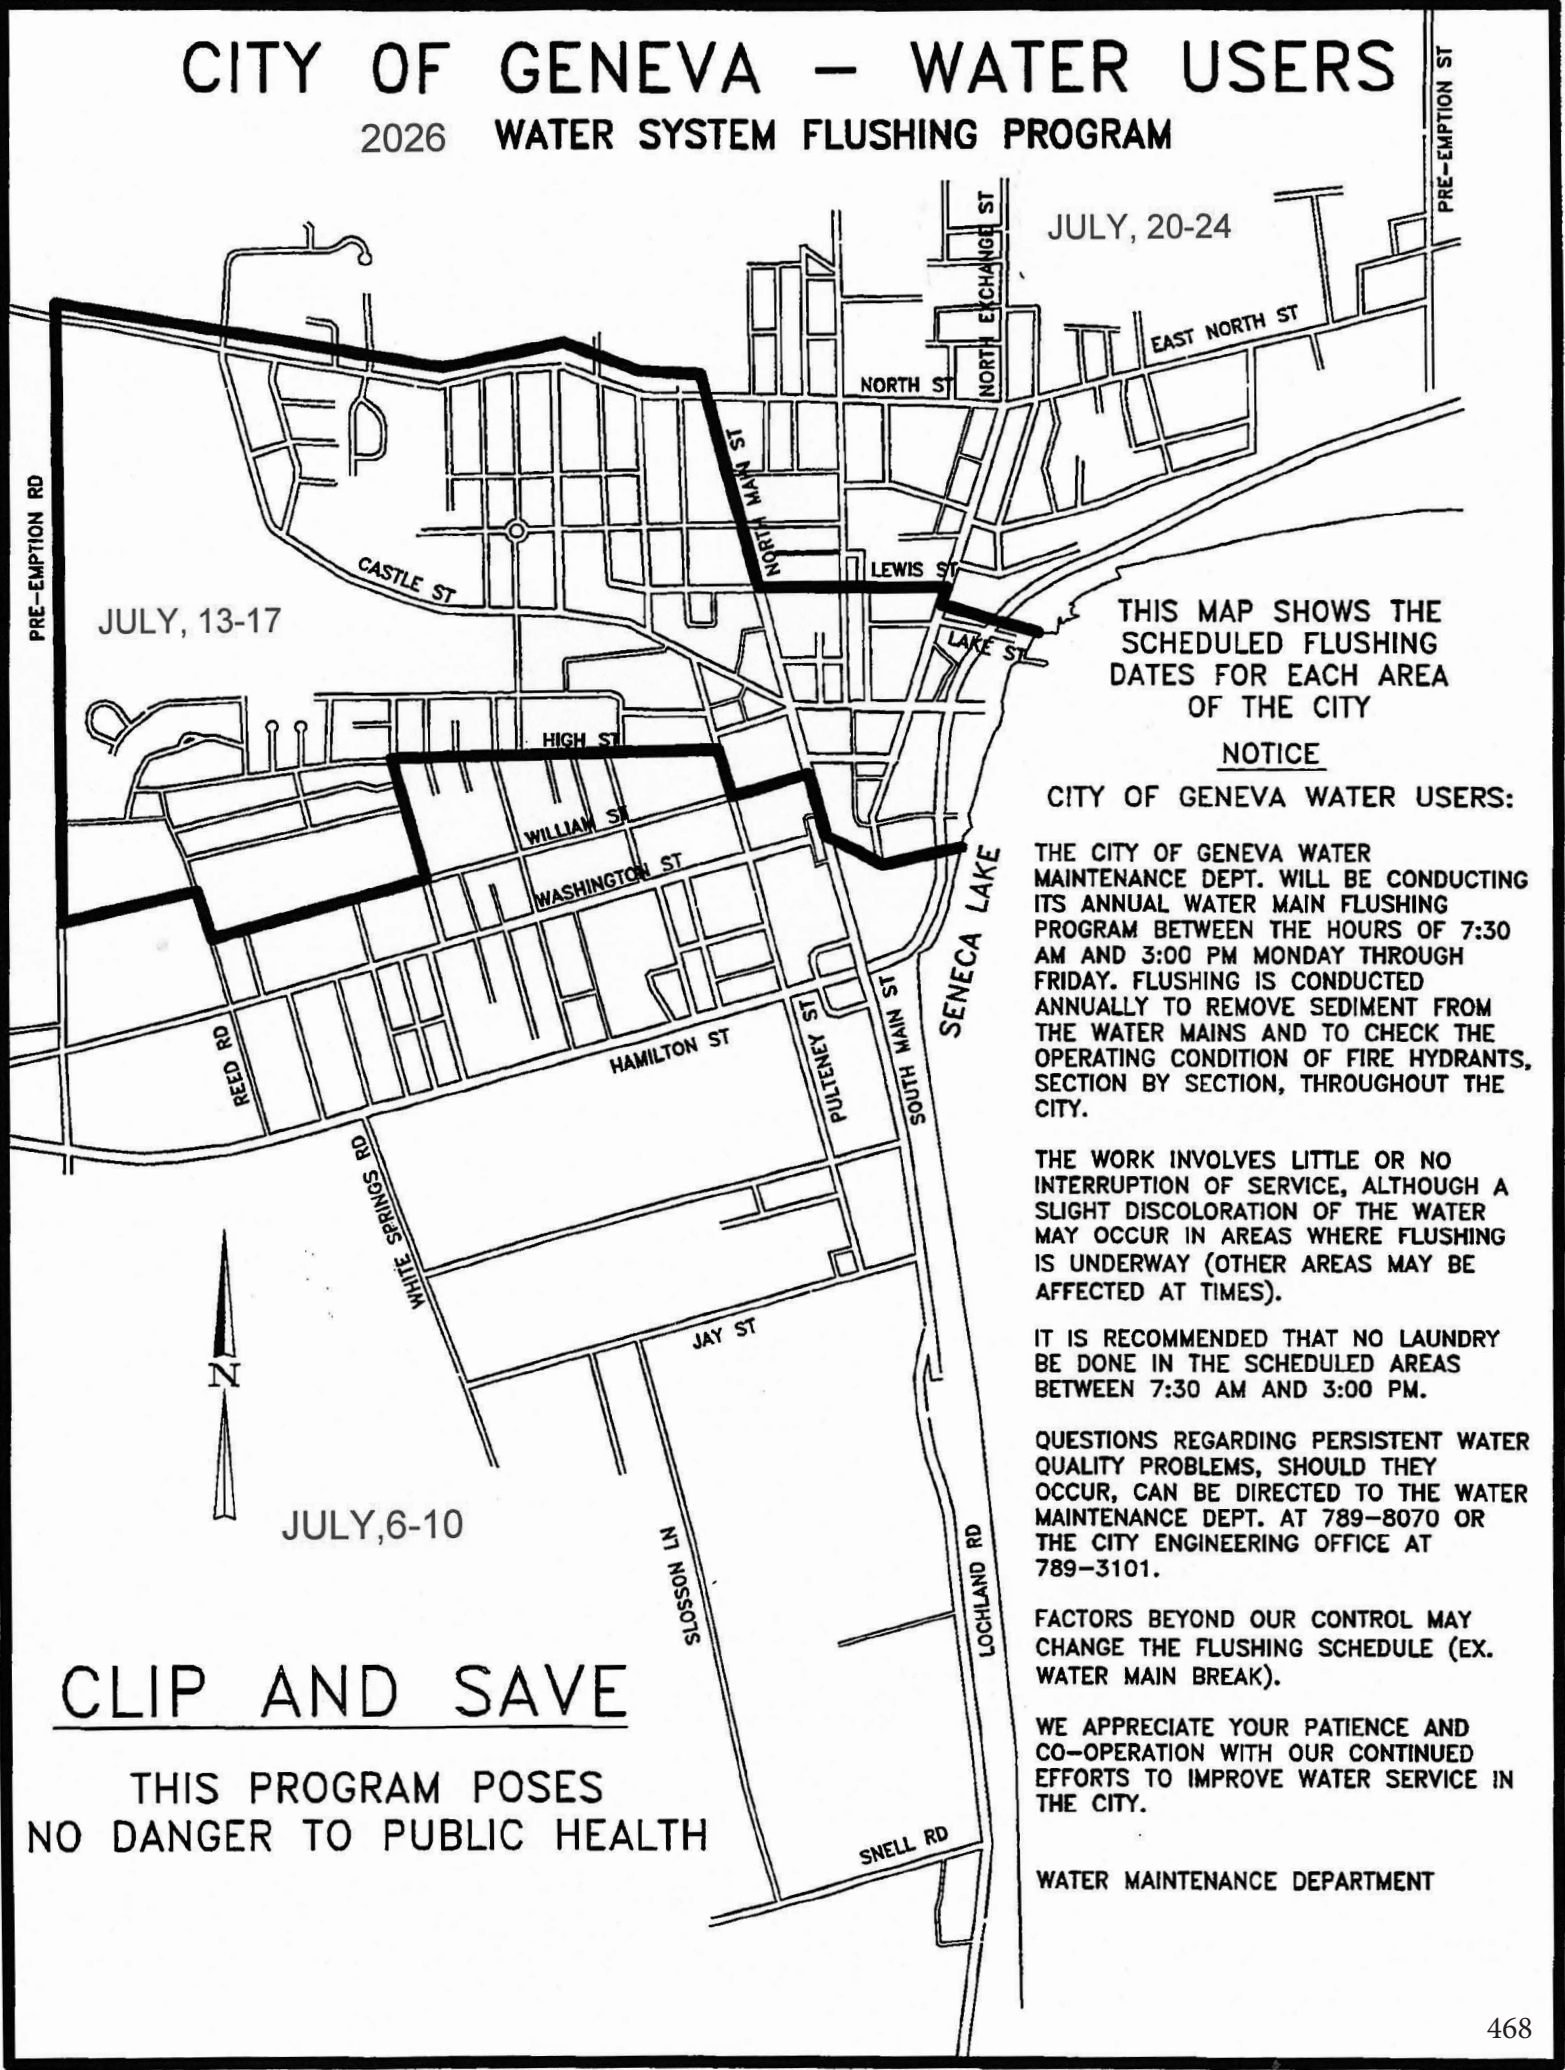 CITY OF GENEVA – WATER USERS
2026 WATER SYSTEM FLUSHING PROGRAM
PRE–EMPTION ST
NORTH EXCHANGE ST
JULY, 20-24
EAST NORTH ST
NORTH ST
NORTH MAIN ST
PRE–EMPTION RD
CASTLE ST
LEWIS ST
JULY, 13-17
LAKE ST
HIGH ST
WILLIAM ST
WASHINGTON ST
SENECA LAKE
REED RD
HAMILTON ST
PULTENEY ST
SOUTH MAIN ST
WHITE SPRINGS RD
N
JAY ST
JULY,6-10
SLOSSON LN
LOCHLAND RD
SNELL RD
CLIP AND SAVE
THIS PROGRAM POSES
NO DANGER TO PUBLIC HEALTH
THIS MAP SHOWS THE
SCHEDULED FLUSHING
DATES FOR EACH AREA
OF THE CITY
NOTICE
CITY OF GENEVA WATER USERS:
THE CITY OF GENEVA WATER
MAINTENANCE DEPT. WILL BE CONDUCTING
ITS ANNUAL WATER MAIN FLUSHING
PROGRAM BETWEEN THE HOURS OF 7:30
AM AND 3:00 PM MONDAY THROUGH
FRIDAY. FLUSHING IS CONDUCTED
ANNUALLY TO REMOVE SEDIMENT FROM
THE WATER MAINS AND TO CHECK THE
OPERATING CONDITION OF FIRE HYDRANTS,
SECTION BY SECTION, THROUGHOUT THE
CITY.
THE WORK INVOLVES LITTLE OR NO
INTERRUPTION OF SERVICE, ALTHOUGH A
SLIGHT DISCOLORATION OF THE WATER
MAY OCCUR IN AREAS WHERE FLUSHING
IS UNDERWAY (OTHER AREAS MAY BE
AFFECTED AT TIMES).
IT IS RECOMMENDED THAT NO LAUNDRY
BE DONE IN THE SCHEDULED AREAS
BETWEEN 7:30 AM AND 3:00 PM.
QUESTIONS REGARDING PERSISTENT WATER
QUALITY PROBLEMS, SHOULD THEY
OCCUR, CAN BE DIRECTED TO THE WATER
MAINTENANCE DEPT. AT 789–8070 OR
THE CITY ENGINEERING OFFICE AT
789–3101.
FACTORS BEYOND OUR CONTROL MAY
CHANGE THE FLUSHING SCHEDULE (EX.
WATER MAIN BREAK).
WE APPRECIATE YOUR PATIENCE AND
CO–OPERATION WITH OUR CONTINUED
EFFORTS TO IMPROVE WATER SERVICE IN
THE CITY.
WATER MAINTENANCE DEPARTMENT
468